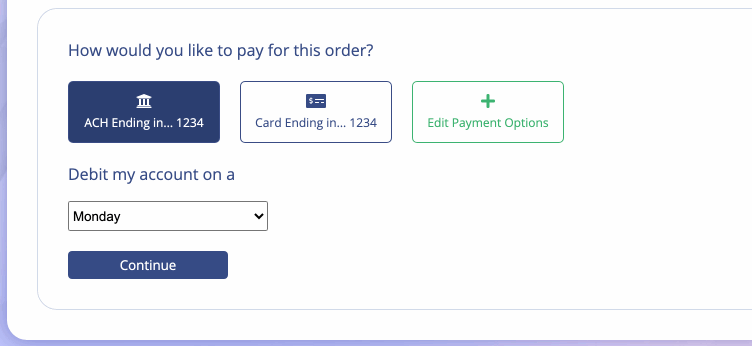 How would you like to pay for this order?
ACH Ending in... 1234
Card Ending in... 1234
Edit Payment Options
Debit my account on a
Monday
Continue